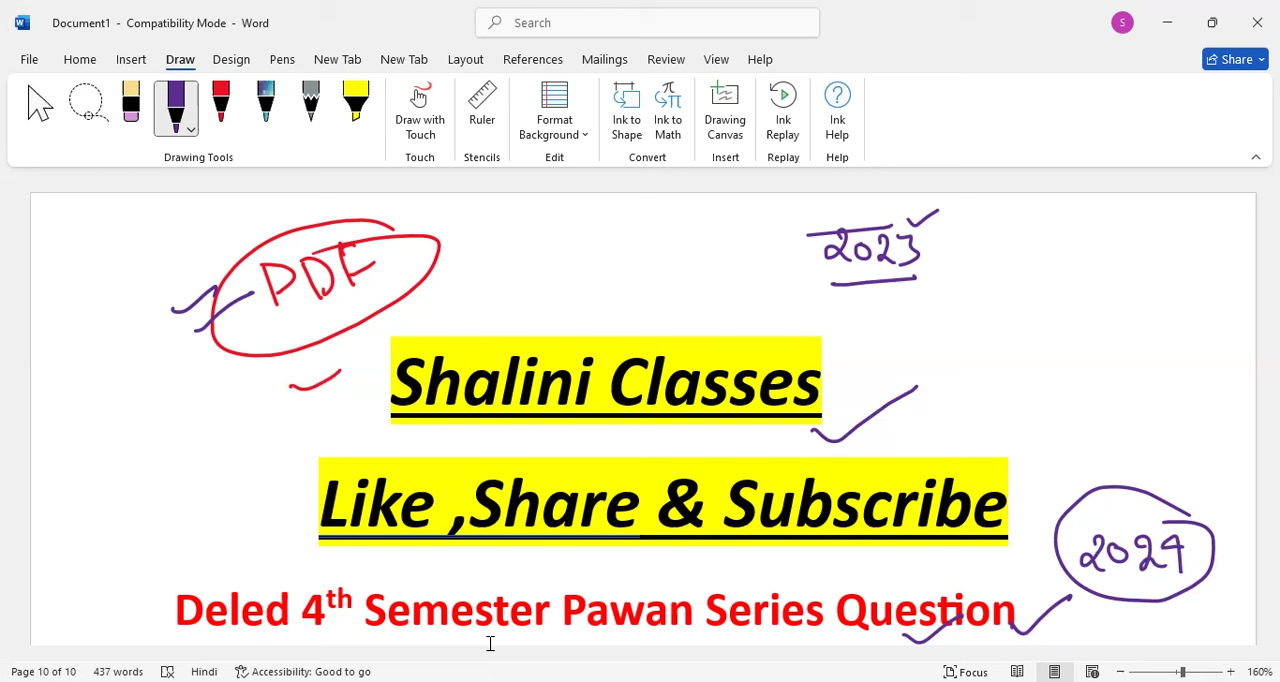 Document1 - Compatibility Mode - Word
Search
S
File Home Insert Draw Design Pens New Tab New Tab Layout References Mailings Review View Help
Share
Draw with Touch
Ruler
Format Background
Ink to Shape
Ink to Math
Drawing Canvas
Ink Replay
Ink Help
Drawing Tools Touch Stencils Edit Convert Insert Replay Help
2023
PDF
Shalini Classes
Like ,Share & Subscribe
2024
Deled 4th Semester Pawan Series Question
Page 10 of 10 437 words Hindi Accessibility: Good to go Focus 160%